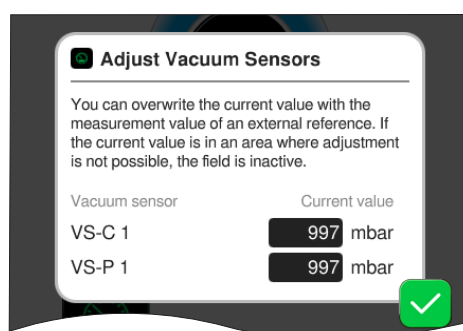 Adjust Vacuum Sensors
You can overwrite the current value with the
measurement value of an external reference. If
the current value is in an area where adjustment
is not possible, the field is inactive.
Vacuum sensor Current value
VS-C 1 997 mbar
VS-P 1 997 mbar